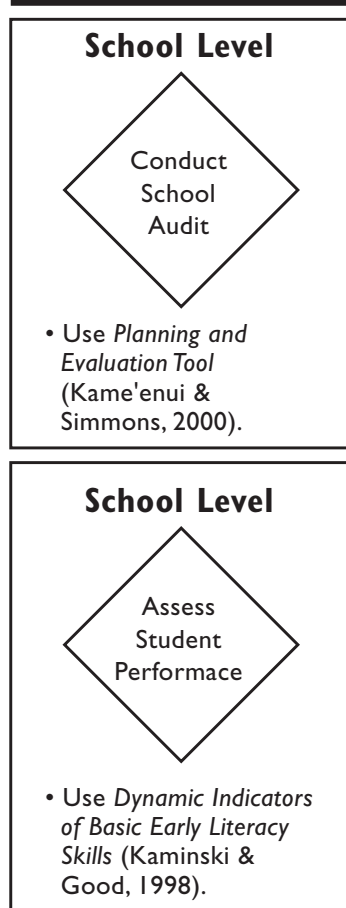 School Level
Conduct
School
Audit
• Use Planning and
Evaluation Tool
(Kame'enui &
Simmons, 2000).
School Level
Assess
Student
Performace
• Use Dynamic Indicators
of Basic Early Literacy
Skills (Kaminski &
Good, 1998).